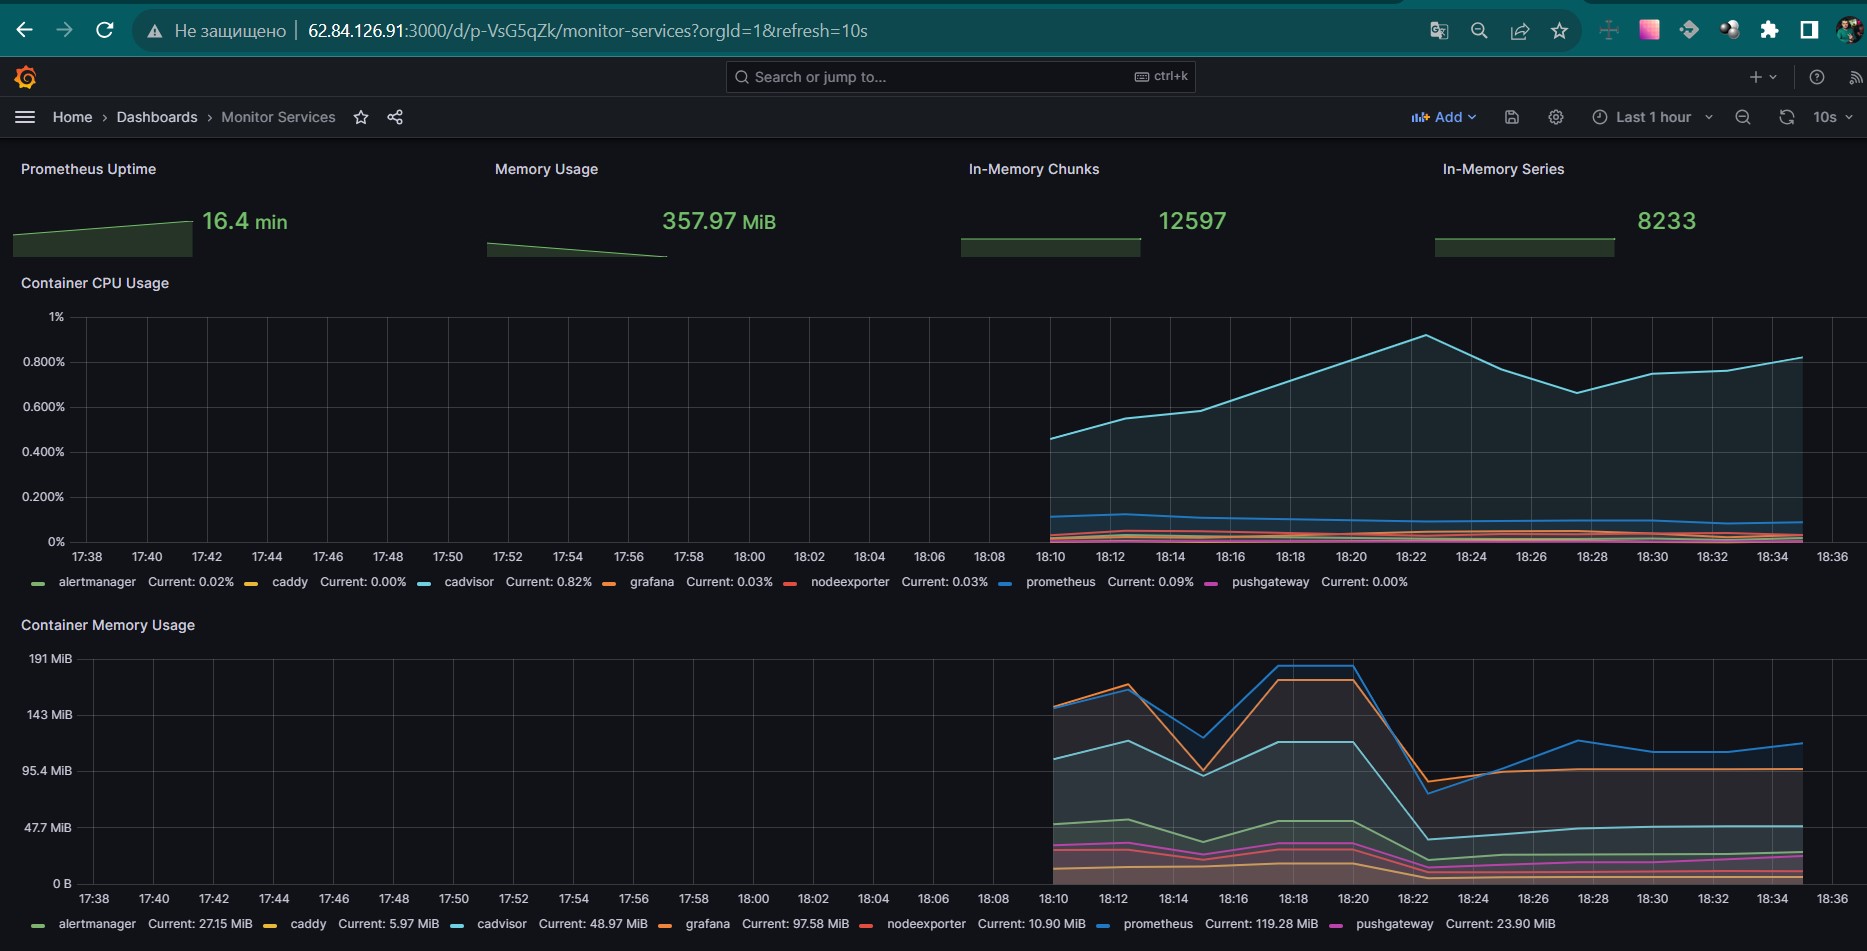 Не защищено 62.84.126.91:3000/d/p-VsG5qZk/monitor-services?orgId=1&refresh=10s
Search or jump to... ctrl+k
Home › Dashboards › Monitor Services Add Last 1 hour 10s
Prometheus Uptime Memory Usage In-Memory Chunks In-Memory Series
16.4 min 357.97 MiB 12597 8233
Container CPU Usage
1%
0.800%
0.600%
0.400%
0.200%
0%
17:38 17:40 17:42 17:44 17:46 17:48 17:50 17:52 17:54 17:56 17:58 18:00 18:02 18:04 18:06 18:08 18:10 18:12 18:14 18:16 18:18 18:20 18:22 18:24 18:26 18:28 18:30 18:32 18:34 18:36
alertmanager Current: 0.02% caddy Current: 0.00% cadvisor Current: 0.82% grafana Current: 0.03% nodeexporter Current: 0.03% prometheus Current: 0.09% pushgateway Current: 0.00%
Container Memory Usage
191 MiB
143 MiB
95.4 MiB
47.7 MiB
0 B
17:38 17:40 17:42 17:44 17:46 17:48 17:50 17:52 17:54 17:56 17:58 18:00 18:02 18:04 18:06 18:08 18:10 18:12 18:14 18:16 18:18 18:20 18:22 18:24 18:26 18:28 18:30 18:32 18:34 18:36
alertmanager Current: 27.15 MiB caddy Current: 5.97 MiB cadvisor Current: 48.97 MiB grafana Current: 97.58 MiB nodeexporter Current: 10.90 MiB prometheus Current: 119.28 MiB pushgateway Current: 23.90 MiB